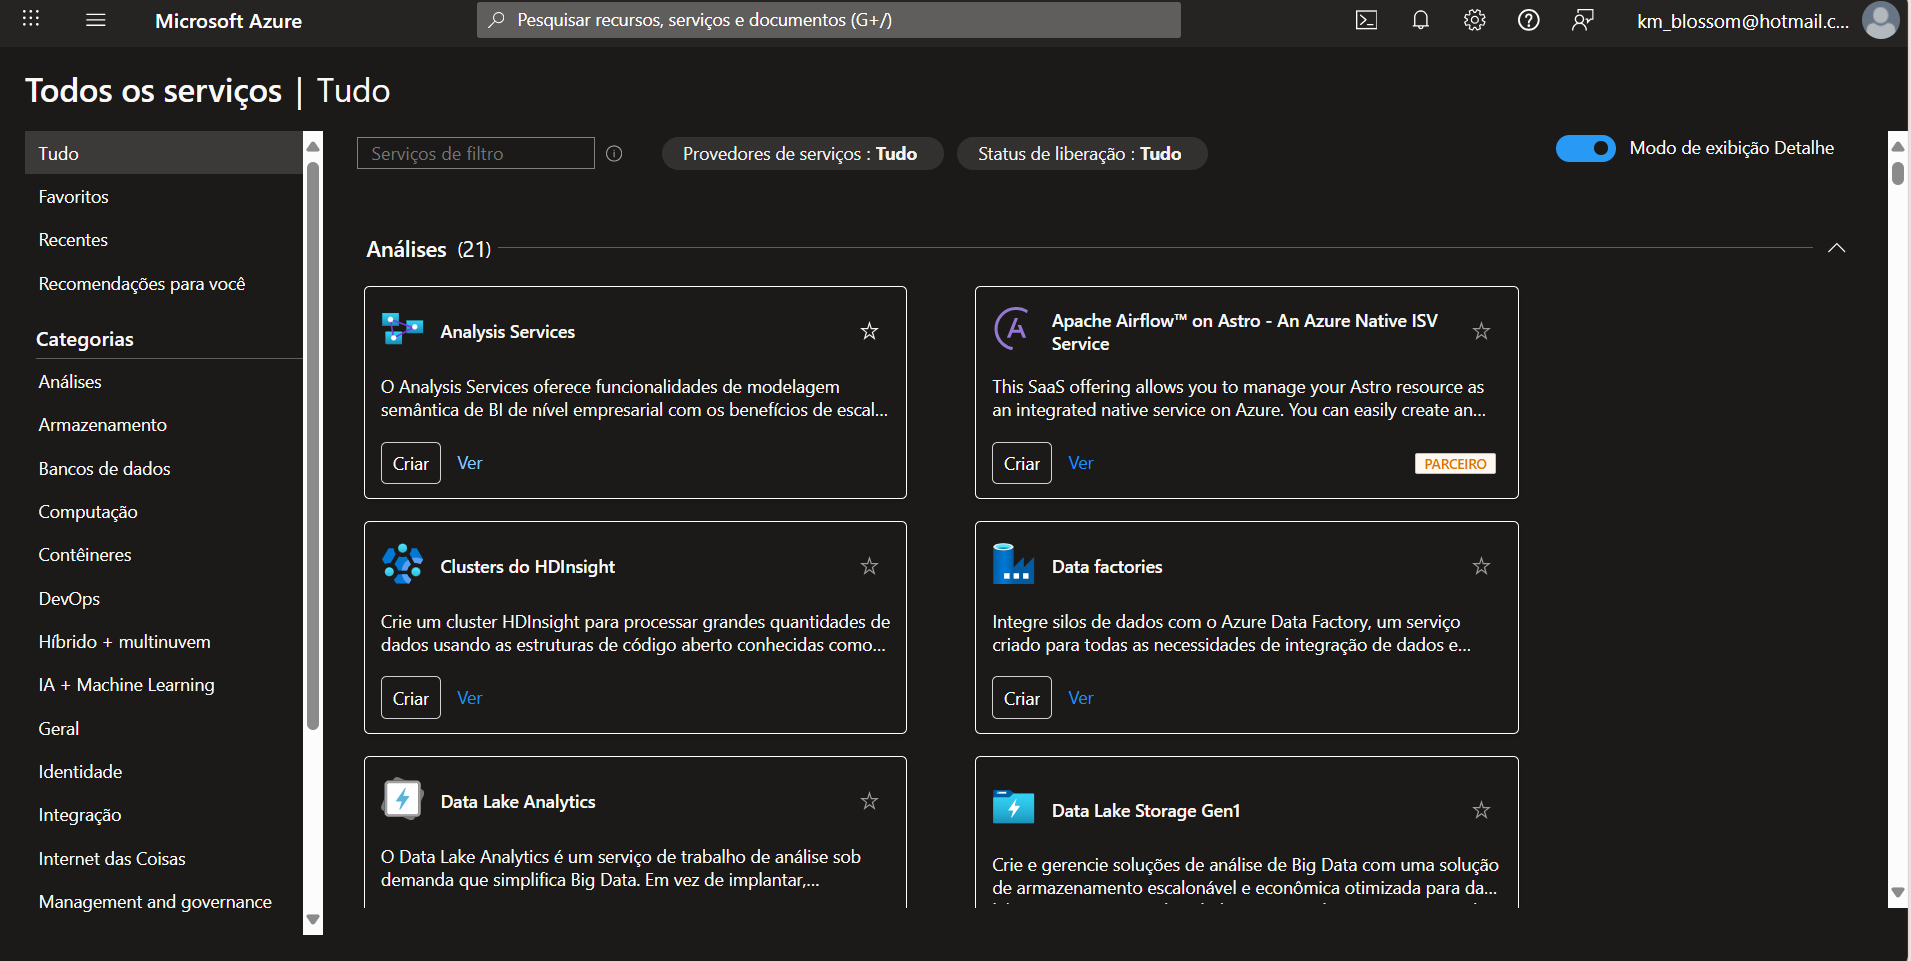 Microsoft Azure
Pesquisar recursos, serviços e documentos (G+/)
km_blossom@hotmail.c...
Todos os serviços | Tudo
Tudo
Favoritos
Recentes
Recomendações para você
Categorias
Análises
Armazenamento
Bancos de dados
Computação
Contêineres
DevOps
Híbrido + multinuvem
IA + Machine Learning
Geral
Identidade
Integração
Internet das Coisas
Management and governance
Serviços de filtro
Provedores de serviços : Tudo
Status de liberação : Tudo
Modo de exibição Detalhe
Análises (21)
Analysis Services
O Analysis Services oferece funcionalidades de modelagem
semântica de BI de nível empresarial com os benefícios de escal...
Criar Ver
Apache Airflow™ on Astro - An Azure Native ISV
Service
This SaaS offering allows you to manage your Astro resource as
an integrated native service on Azure. You can easily create an...
Criar Ver
PARCEIRO
Clusters do HDInsight
Crie um cluster HDInsight para processar grandes quantidades de
dados usando as estruturas de código aberto conhecidas como...
Criar Ver
Data factories
Integre silos de dados com o Azure Data Factory, um serviço
criado para todas as necessidades de integração de dados e...
Criar Ver
Data Lake Analytics
O Data Lake Analytics é um serviço de trabalho de análise sob
demanda que simplifica Big Data. Em vez de implantar,...
Data Lake Storage Gen1
Crie e gerencie soluções de análise de Big Data com uma solução
de armazenamento escalonável e econômica otimizada para da...